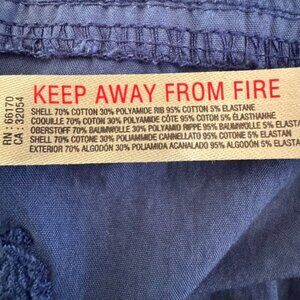 RN : 66170
CA : 32054
KEEP AWAY FROM FIRE
SHELL 70% COTTON 30% POLYAMIDE RIB 95% COTTON 5% ELASTANE
COQUILLE 70% COTON 30% POLYAMIDE CÔTE 95% COTON 5% ÉLASTHANNE
OBERSTOFF 70% BAUMWOLLE 30% POLYAMID RIPPE 95% BAUMWOLLE 5% ELASTAN
SHELL 70% COTONE 30% POLIAMMIDE CANNELLATO 95% COTONE 5% ELASTAN
EXTERIOR 70% ALGODÓN 30% POLIAMIDA ACANALADO 95% ALGODÓN 5% ELAST